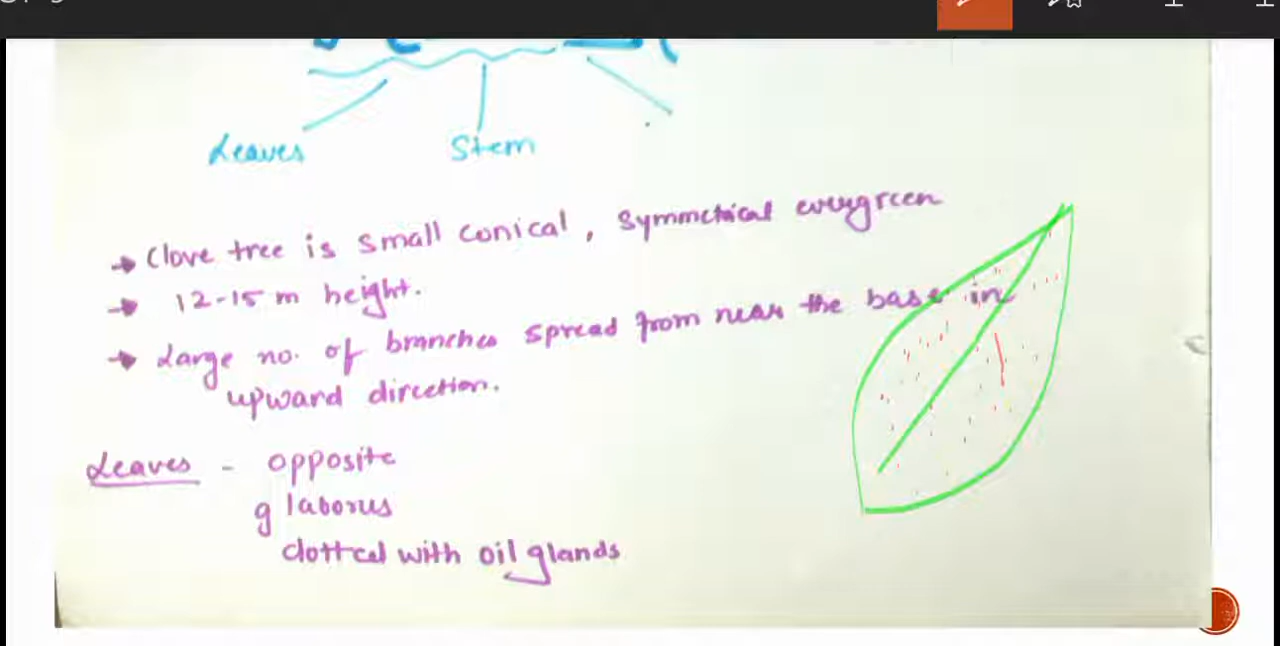 Leaves Stem
→ Clove tree is small conical, symmetrical evergreen
→ 12-15 m height.
→ Large no. of branches spread from near the base in
upward direction.
Leaves - opposite
glaborus
dotted with oil glands